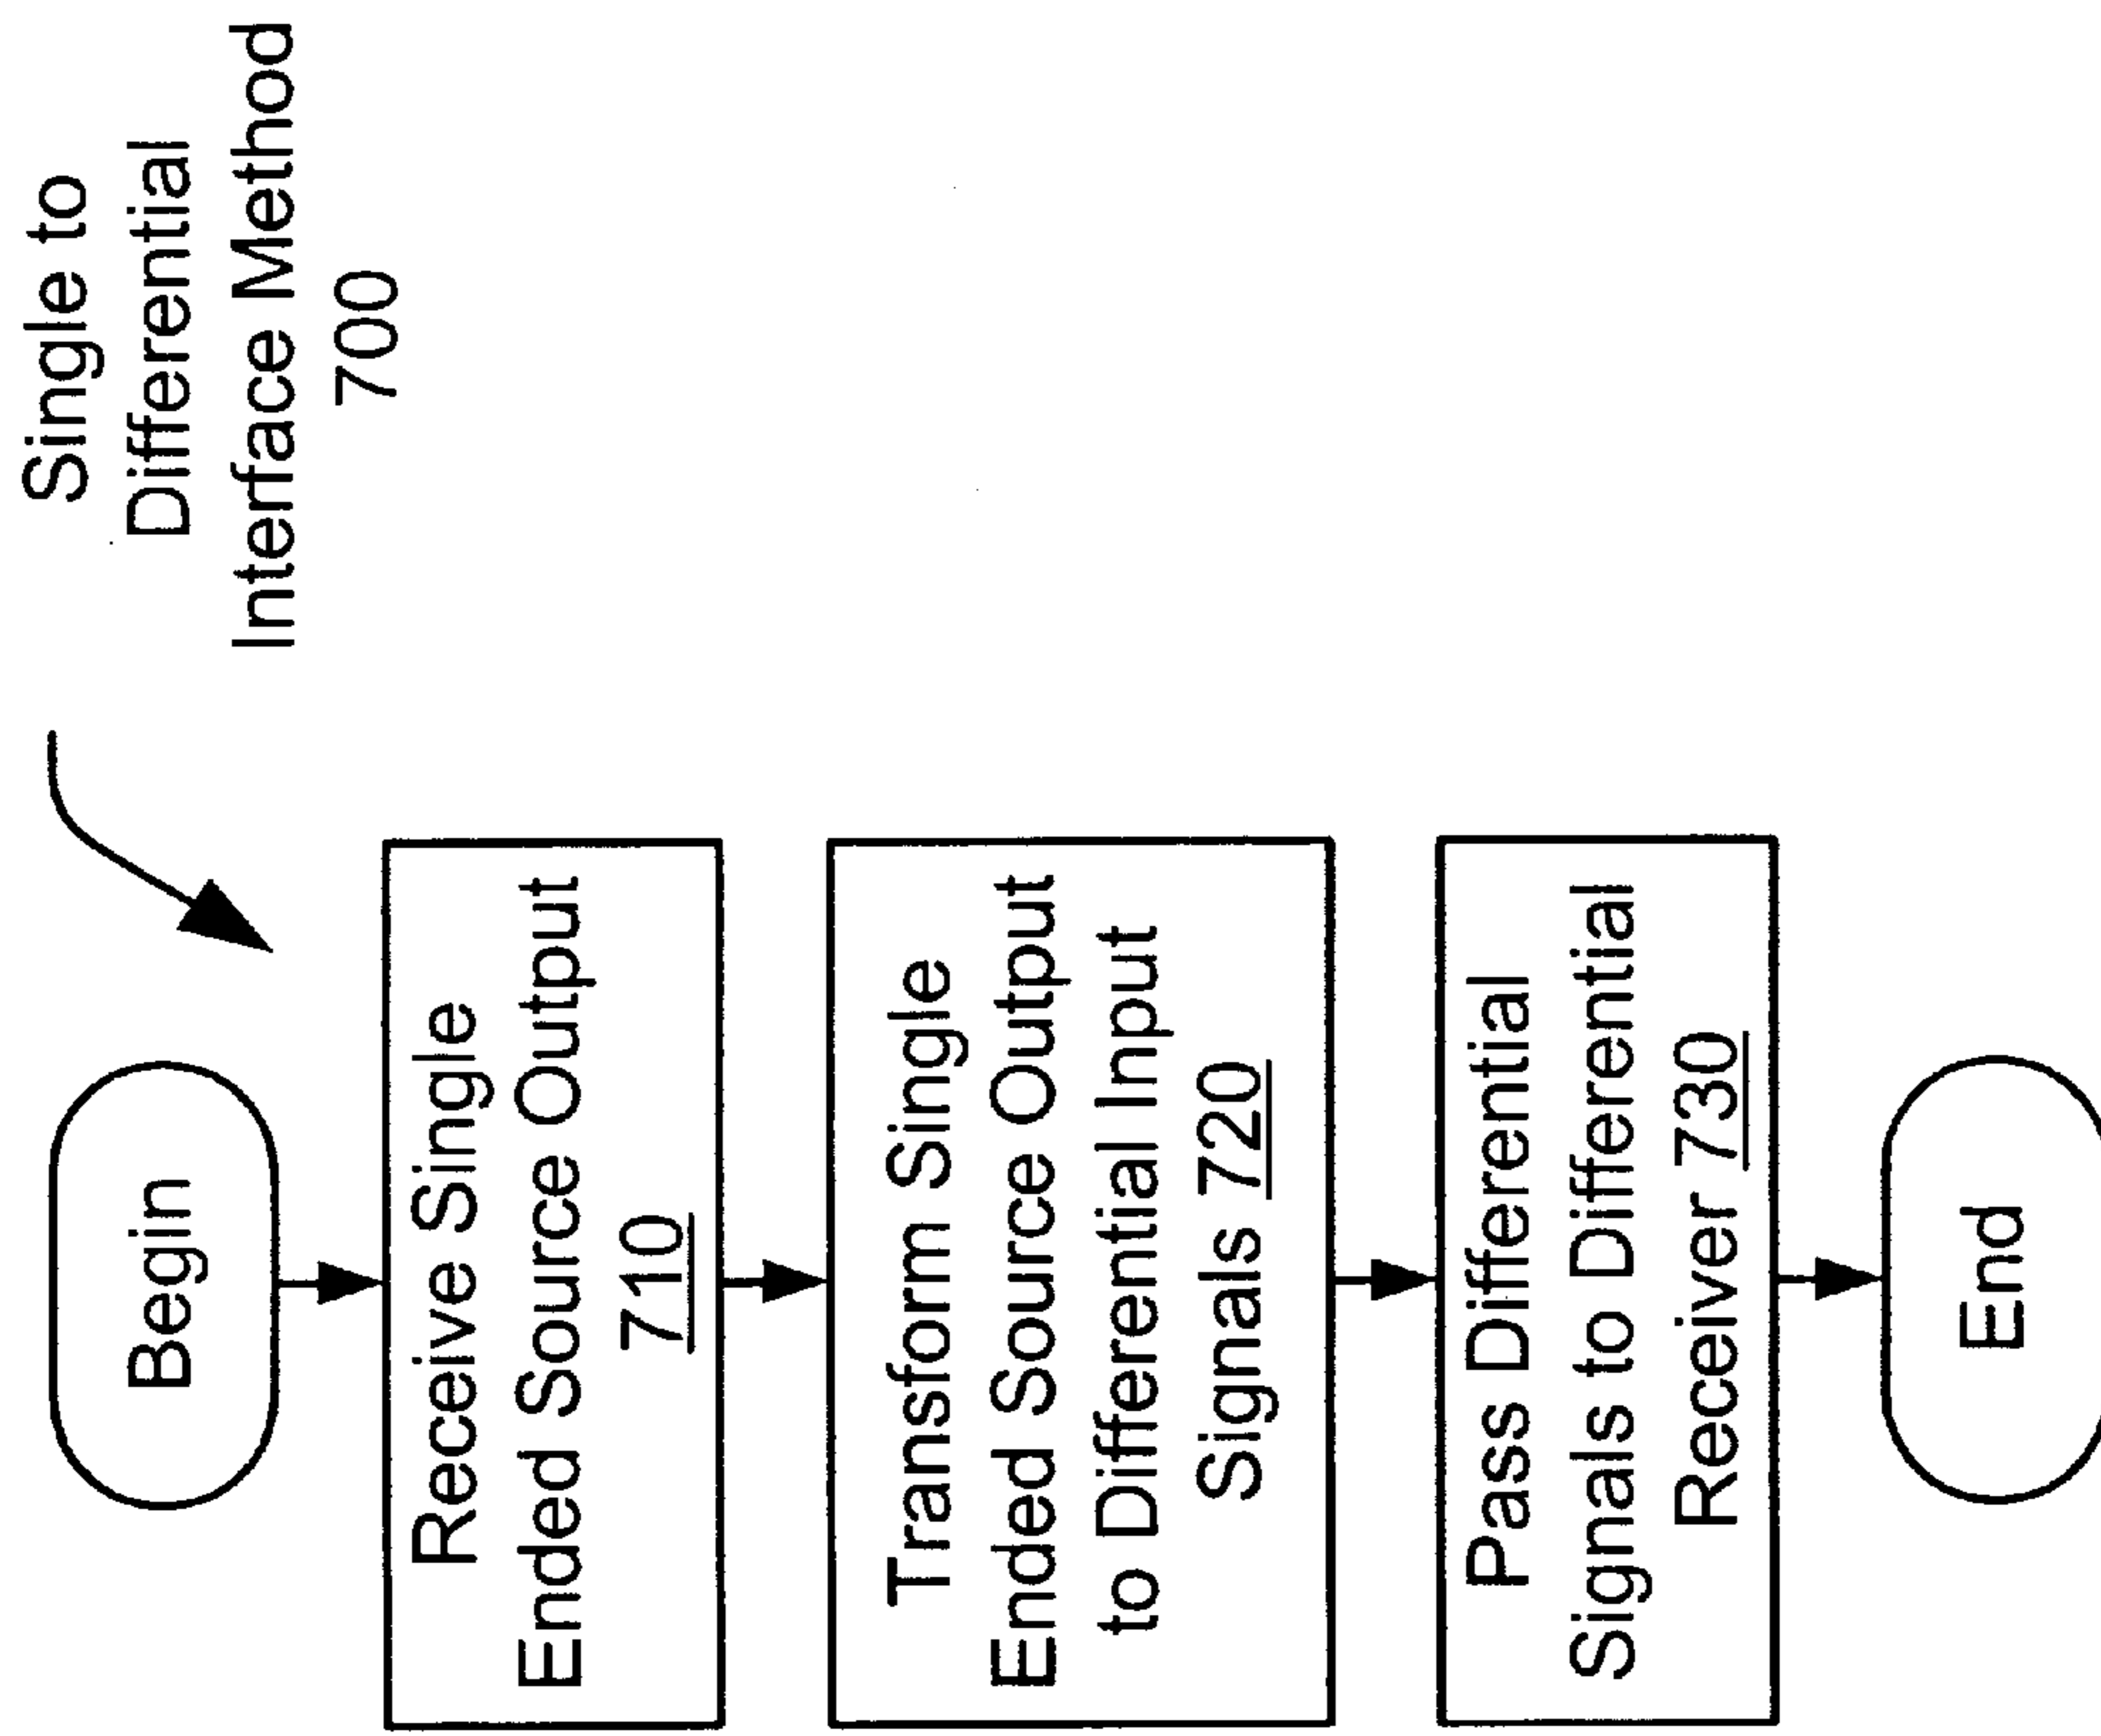 Single to
Differential
Interface Method
700
Begin
Receive Single
Ended Source Output
710
Transform Single
Ended Source Output
to Differential Input
Signals 720
Pass Differential
Signals to Differential
Receiver 730
End